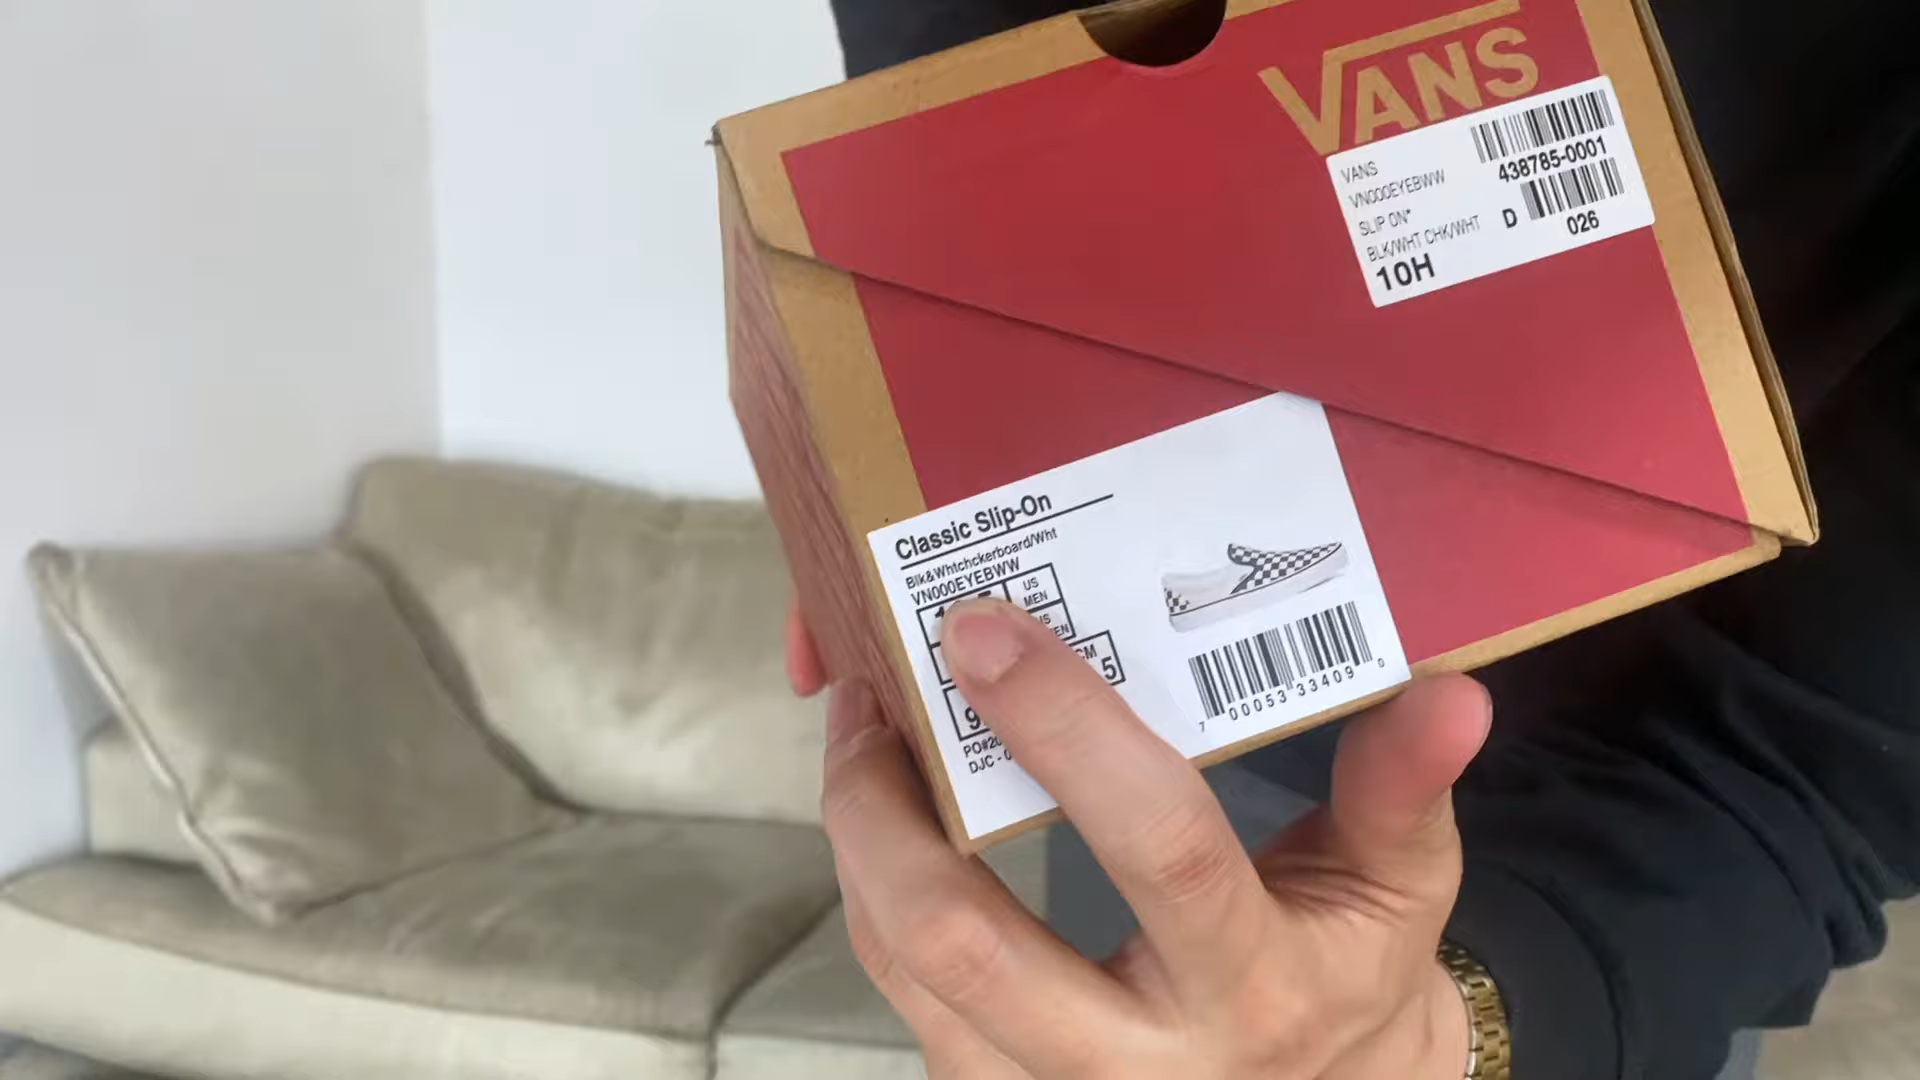 VANS
VANS
VN000EYEBWW
SLIP ON*
BLK/WHT CHK/WHT
10H
438785-0001
D
026
Classic Slip-On
Blk&Whtchckerboard/Wht
VN000EYEBWW
US
MEN
CM
5
7 00053 33409 0